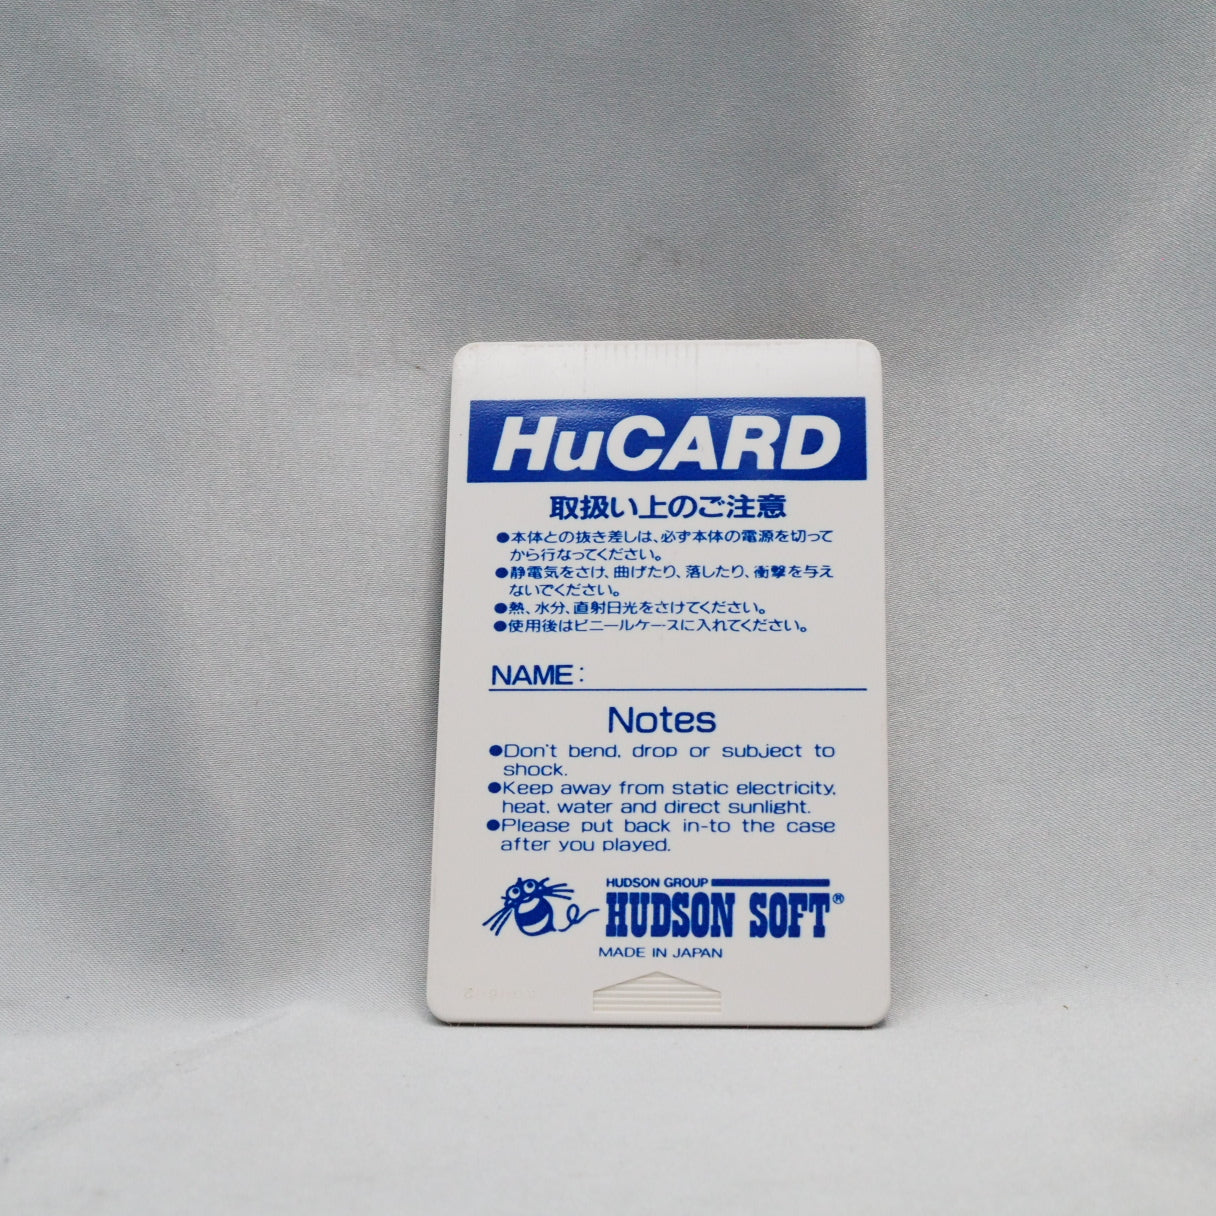 HuCARD
取扱い上のご注意
●本体との抜き差しは、必ず本体の電源を切って
から行なってください。
●静電気をさけ、曲げたり、落したり、衝撃を与え
ないでください。
●熱、水分、直射日光をさけてください。
●使用後はビニールケースに入れてください。
NAME:
Notes
●Don't bend, drop or subject to
shock.
●Keep away from static electricity,
heat, water and direct sunlight.
●Please put back in-to the case
after you played.
HUDSON GROUP
HUDSON SOFT®
MADE IN JAPAN